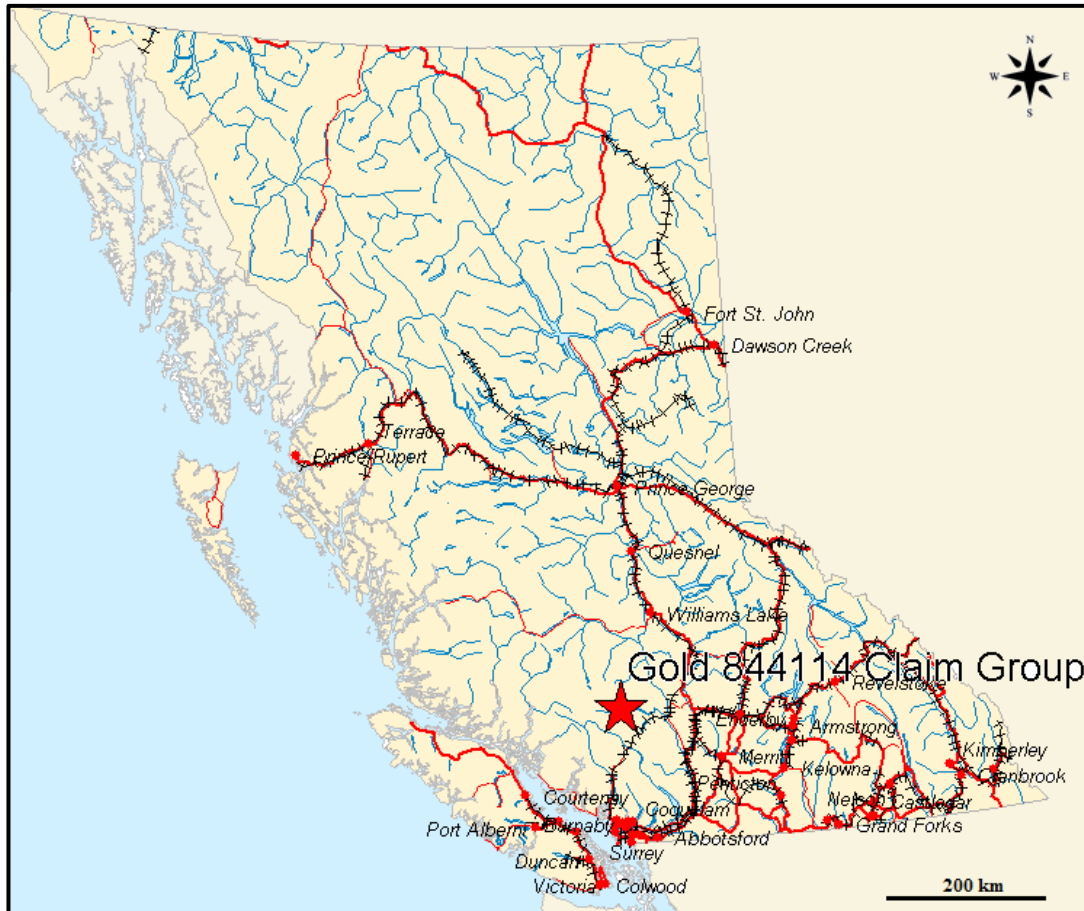 N
W E
S
Fort St. John
Dawson Creek
Terrace
Prince Rupert
Prince George
Quesnel
Williams Lake
Gold 844114 Claim Group
Revelstoke
Enderby
Armstrong
Kimberley
Merritt
Kelowna
Cranbrook
Penticton
Courtenay
Nelson
Castlegar
Coquitlam
Port Alberni
Burnaby
Grand Forks
Abbotsford
Surrey
Duncan
Victoria
Colwood
200 km